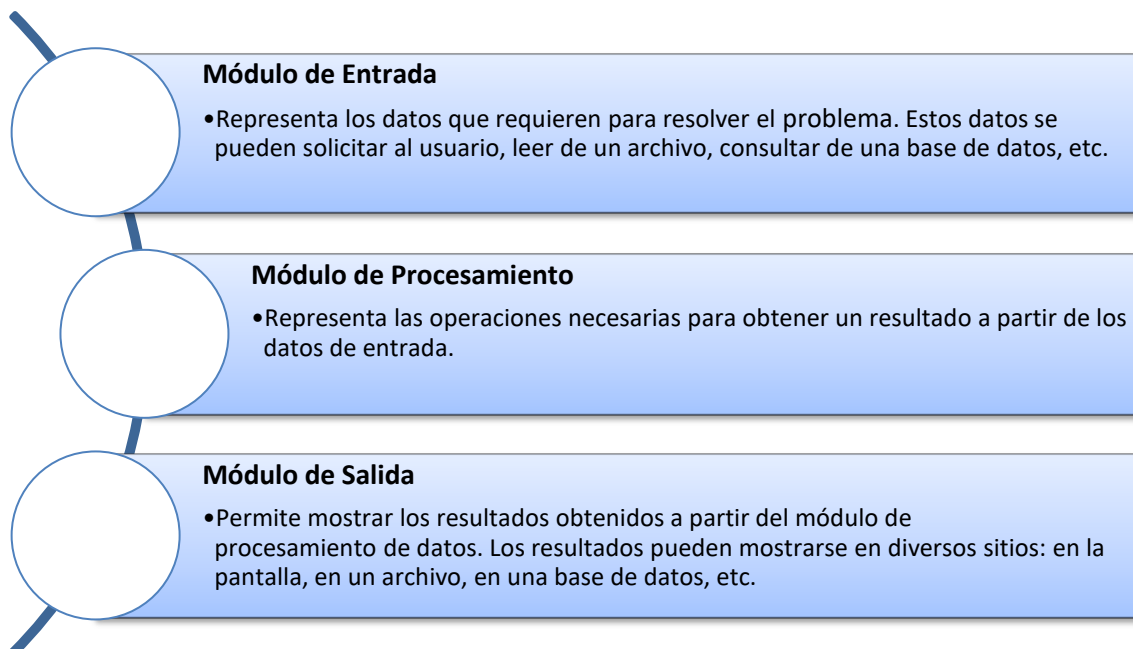 Módulo de Entrada
•Representa los datos que requieren para resolver el problema. Estos datos se
pueden solicitar al usuario, leer de un archivo, consultar de una base de datos, etc.
Módulo de Procesamiento
•Representa las operaciones necesarias para obtener un resultado a partir de los
datos de entrada.
Módulo de Salida
•Permite mostrar los resultados obtenidos a partir del módulo de
procesamiento de datos. Los resultados pueden mostrarse en diversos sitios: en la
pantalla, en un archivo, en una base de datos, etc.